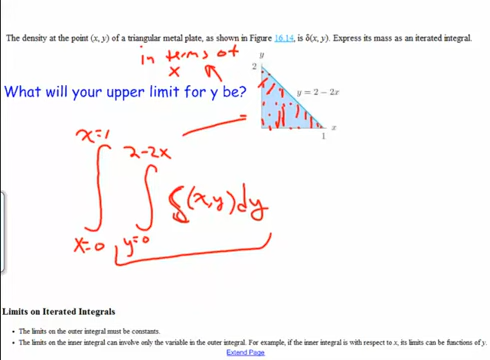 The density at the point (x, y) of a triangular metal plate, as shown in Figure 16.14, is δ(x, y). Express its mass as an iterated integral.
in terms of
x
What will your upper limit for y be?
y
2
y = 2 − 2x
x
1
x=1
2-2x
∫ ∫ δ(x,y)dy
x=0
y=0
Limits on Iterated Integrals
• The limits on the outer integral must be constants.
• The limits on the inner integral can involve only the variable in the outer integral. For example, if the inner integral is with respect to x, its limits can be functions of y.
Extend Page